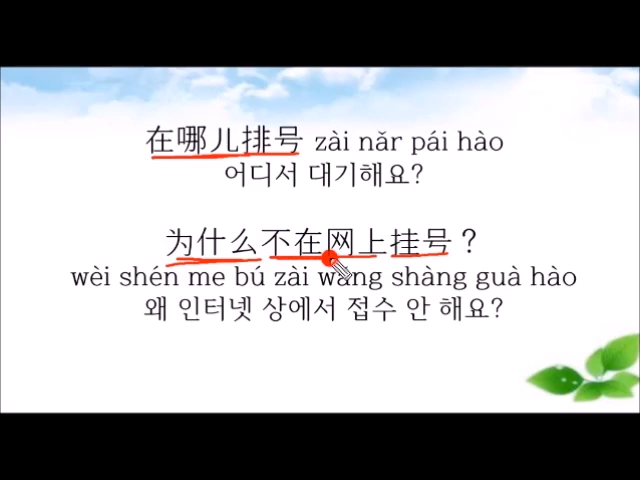 在哪儿排号 zài nǎr pái hào
어디서 대기해요?
为什么不在网上挂号？
wèi shén me bú zài wǎng shàng guà hào
왜 인터넷 상에서 접수 안 해요?